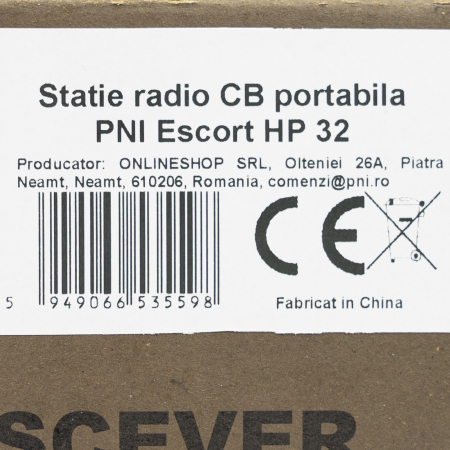 Statie radio CB portabila
PNI Escort HP 32
Producator: ONLINESHOP SRL, Olteniei 26A, Piatra
Neamt, Neamt, 610206, Romania, comenzi@pni.ro
CE
5 949066 535598
Fabricat in China
SCEVER